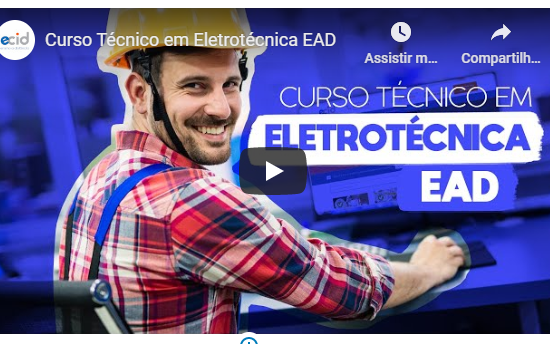 ecid
Curso Técnico em Eletrotécnica EAD
Assistir m...
Compartilh...
CURSO TÉCNICO EM
ELETROTÉCNICA
EAD